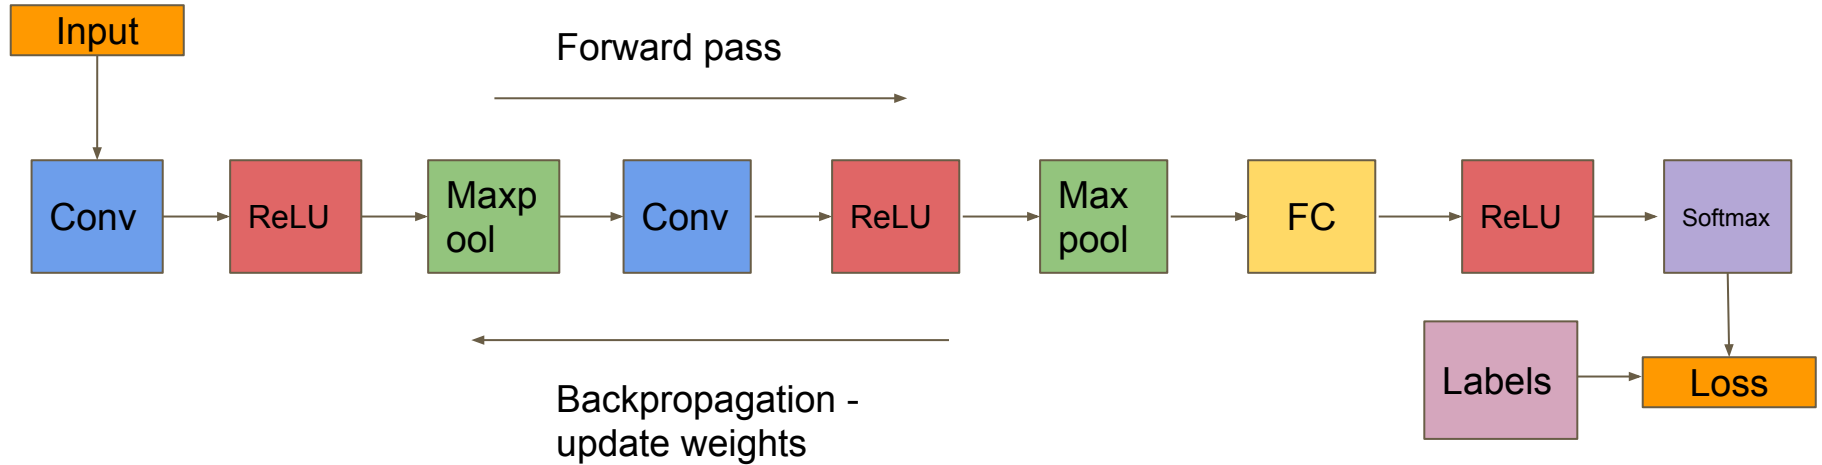 Input
Forward pass
Conv
ReLU
Maxp
ool
Conv
ReLU
Max
pool
FC
ReLU
Softmax
Labels
Loss
Backpropagation -
update weights